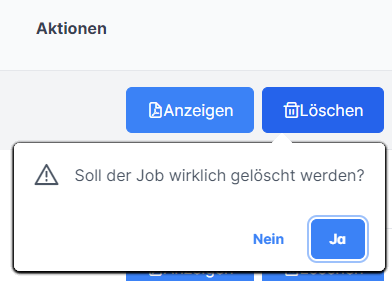 Aktionen
Anzeigen Löschen
Soll der Job wirklich gelöscht werden?
Nein Ja